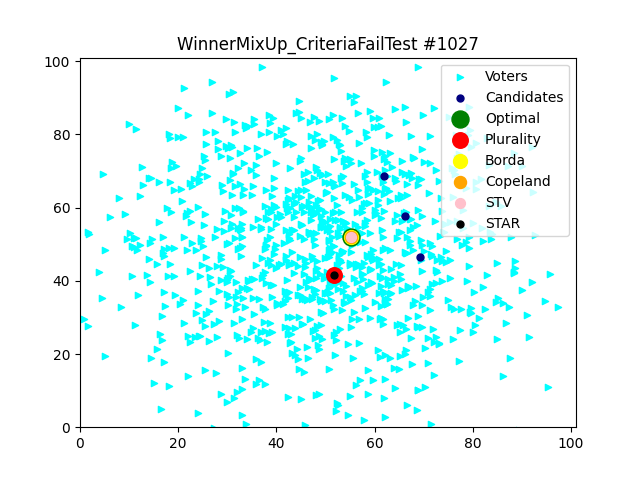 WinnerMixUp_CriteriaFailTest #1027
100
80
60
40
20
0
0
20
40
60
80
100
Voters
Candidates
Optimal
Plurality
Borda
Copeland
STV
STAR